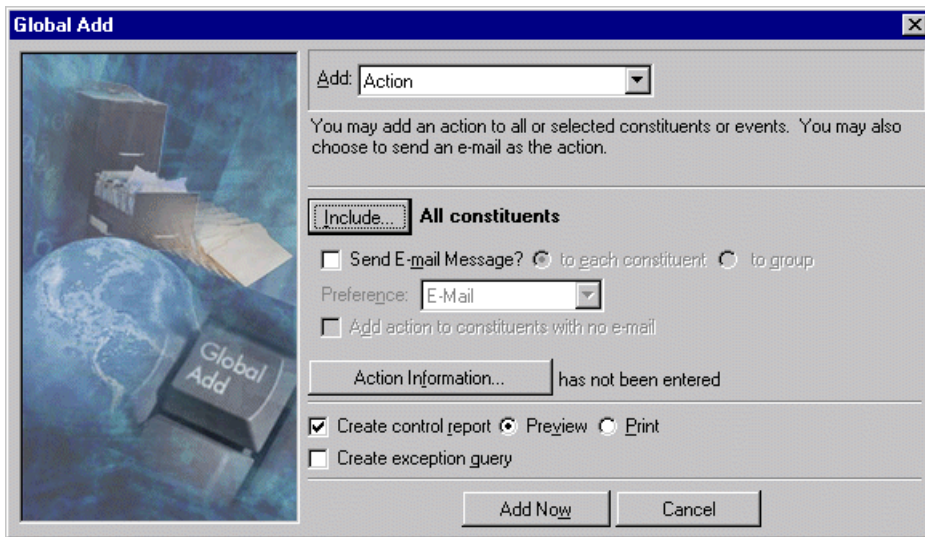 Global Add
Add: Action
You may add an action to all or selected constituents or events. You may also
choose to send an e-mail as the action.
Include... All constituents
Send E-mail Message? to each constituent to group
Preference: E-Mail
Add action to constituents with no e-mail
Global
Add
Action Information... has not been entered
Create control report Preview Print
Create exception query
Add Now Cancel